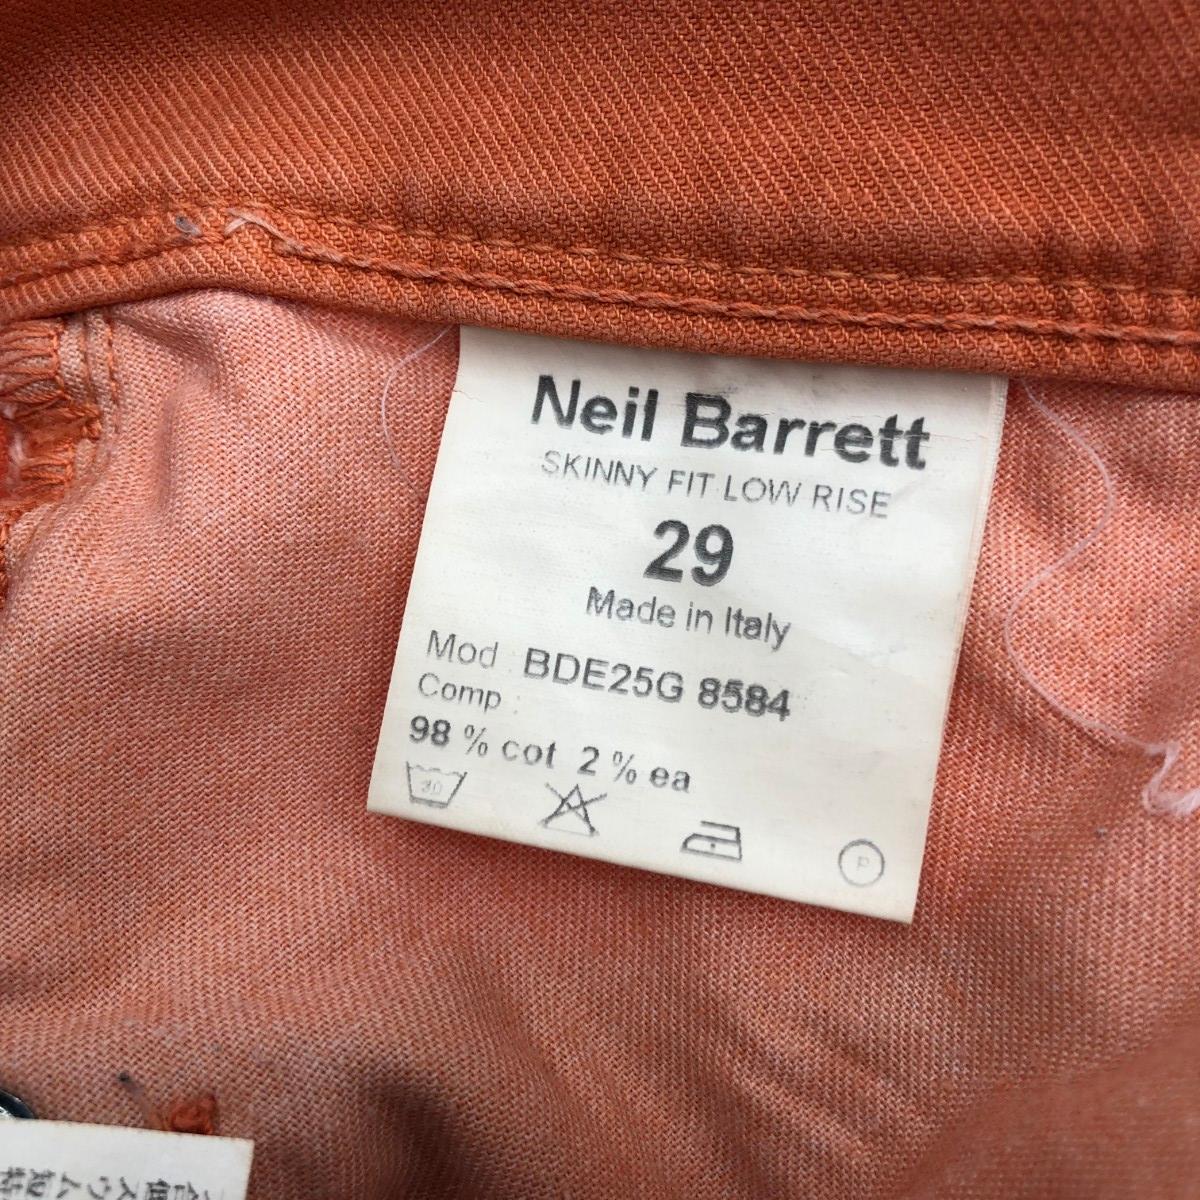 Neil Barrett
SKINNY FIT LOW RISE
29
Made in Italy
Mod : BDE25G 8584
Comp :
98 % cot 2 % ea
30
P